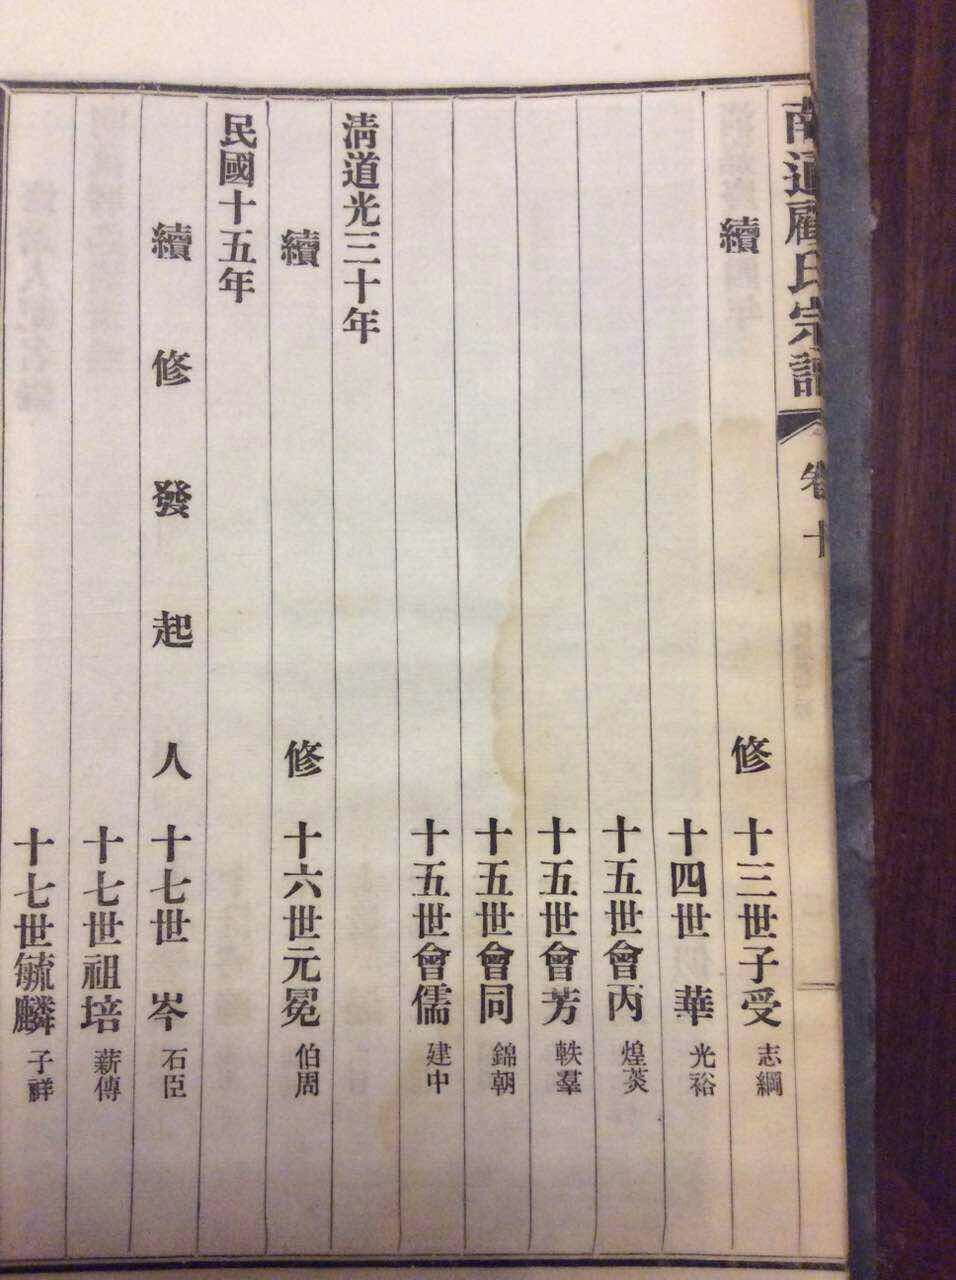 南通顧氏宗譜 卷十
續修 十三世子受 志綱
十四世華 光裕
十五世會丙 煌菼
十五世會芳 軼羣
十五世會同 錦朝
十五世會儒 建中
清道光三十年
續修 十六世元冕 伯周
民國十五年
續修發起人 十七世岑 石臣
十七世祖培 薪傳
十七世毓麟 子祥